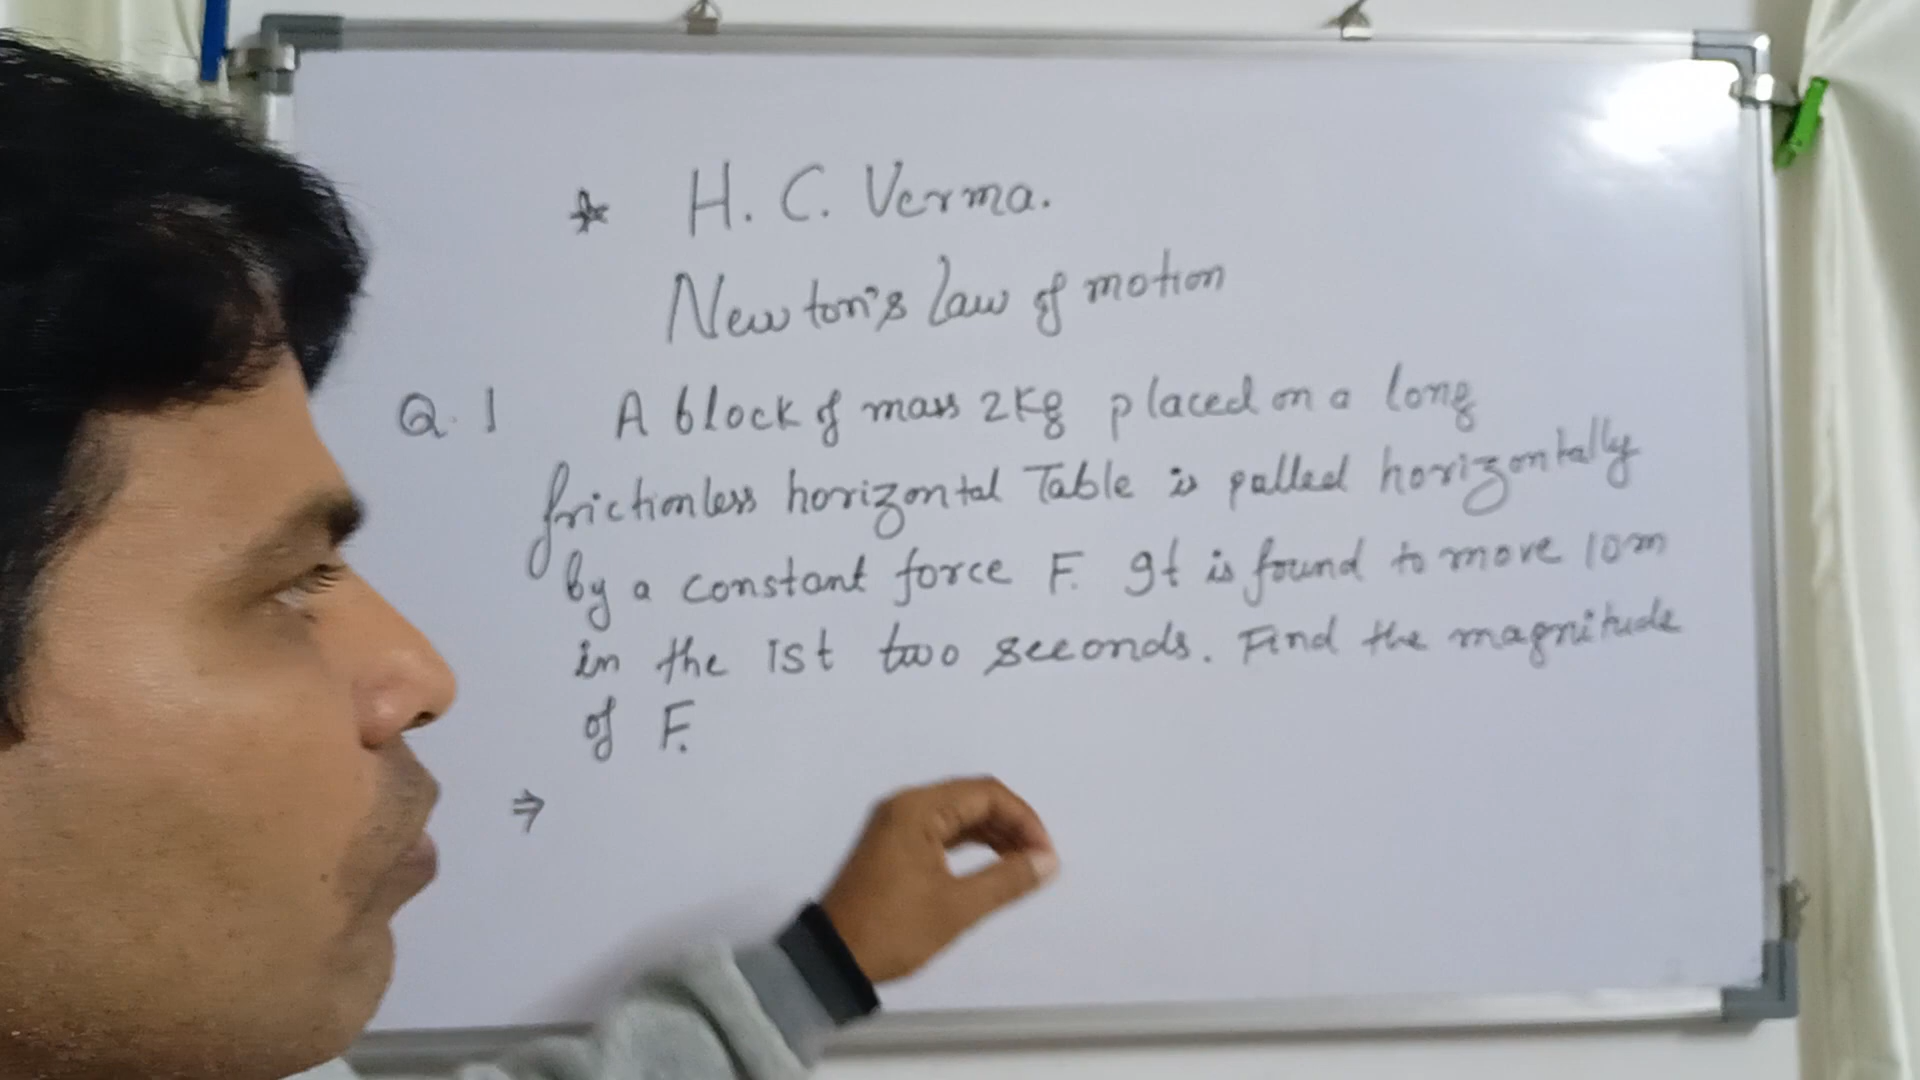 * H. C. Verma.
Newton's law of motion
Q. 1 A block of mass 2Kg placed on a long
frictionless horizontal Table is palled horizontally
by a constant force F. It is found to move 10m
in the 1st two seconds. Find the magnitude
of F.
⇒